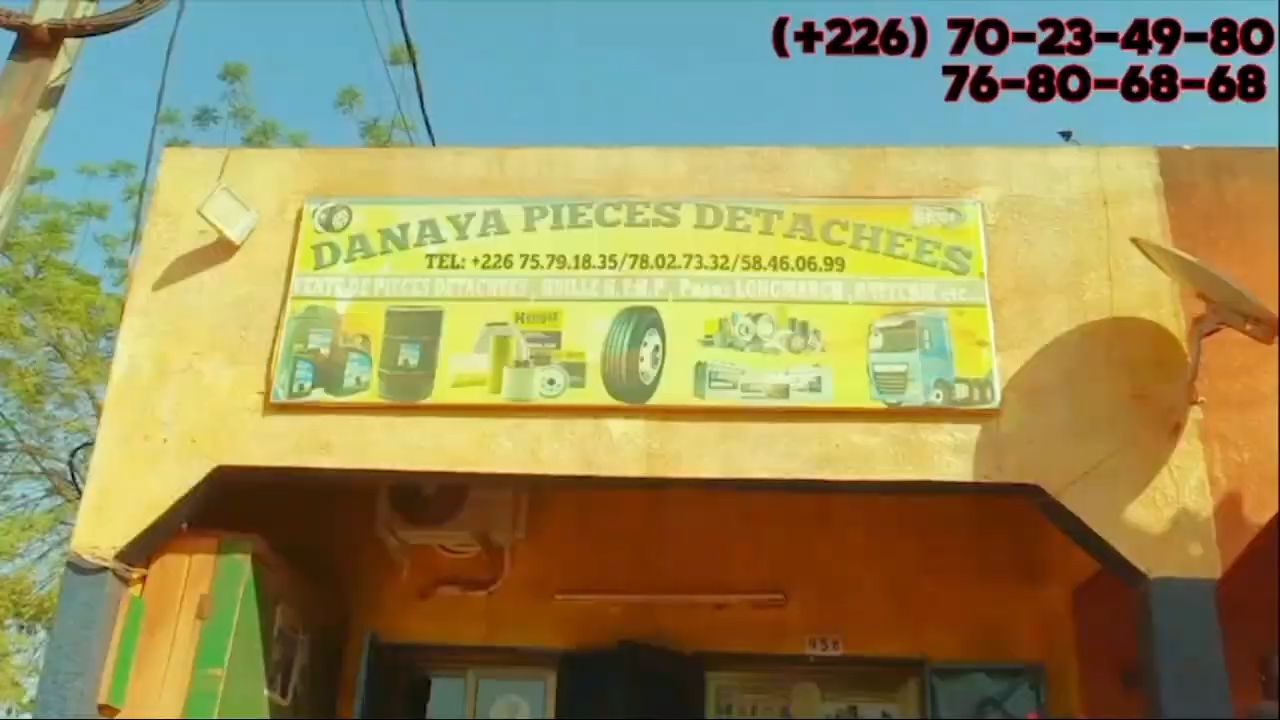 (+226) 70-23-49-80
76-80-68-68
DANAYA PIECES DETACHEES
TEL: +226 75.79.18.35/78.02.73.32/58.46.06.99
VENTE DE PIECES DETACHEES, HUILE
LONGMARCH